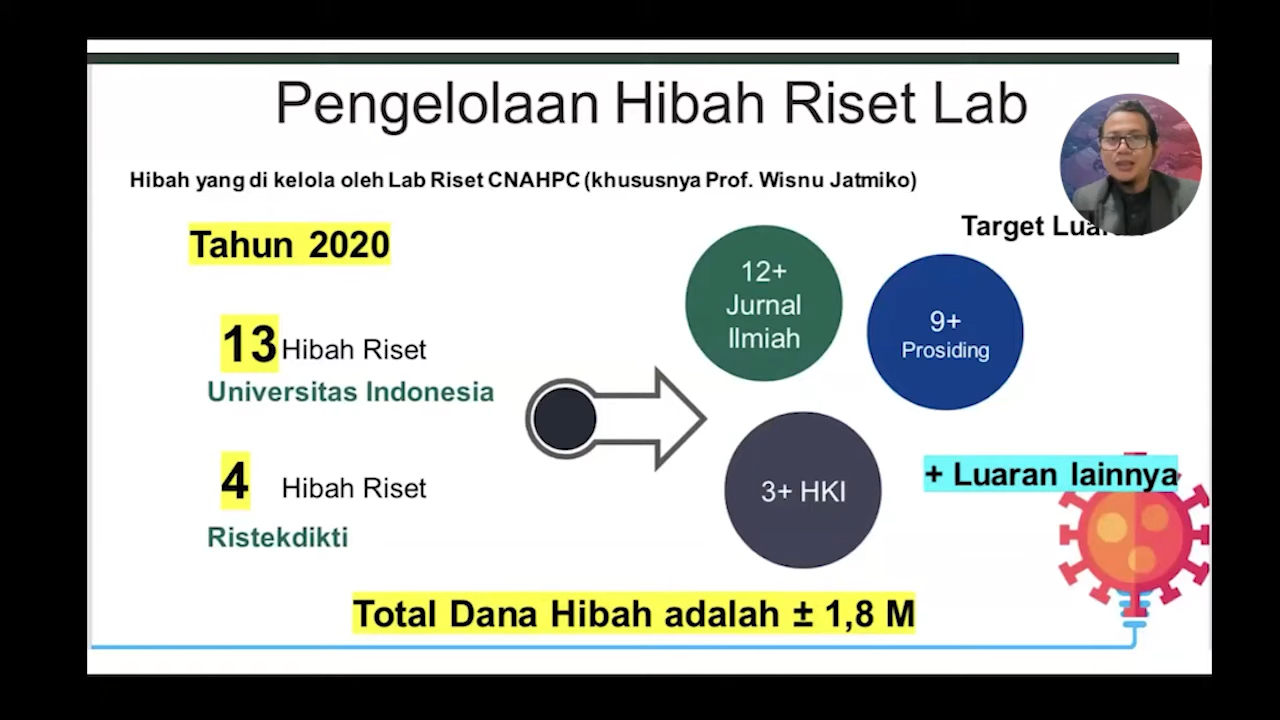 Pengelolaan Hibah Riset Lab
Hibah yang di kelola oleh Lab Riset CNAHPC (khususnya Prof. Wisnu Jatmiko)
Tahun 2020
13 Hibah Riset
Universitas Indonesia
4 Hibah Riset
Ristekdikti
Target
12+
Jurnal
Ilmiah
9+
Prosiding
3+ HKI
+ Luaran lainnya
Total Dana Hibah adalah ± 1,8 M